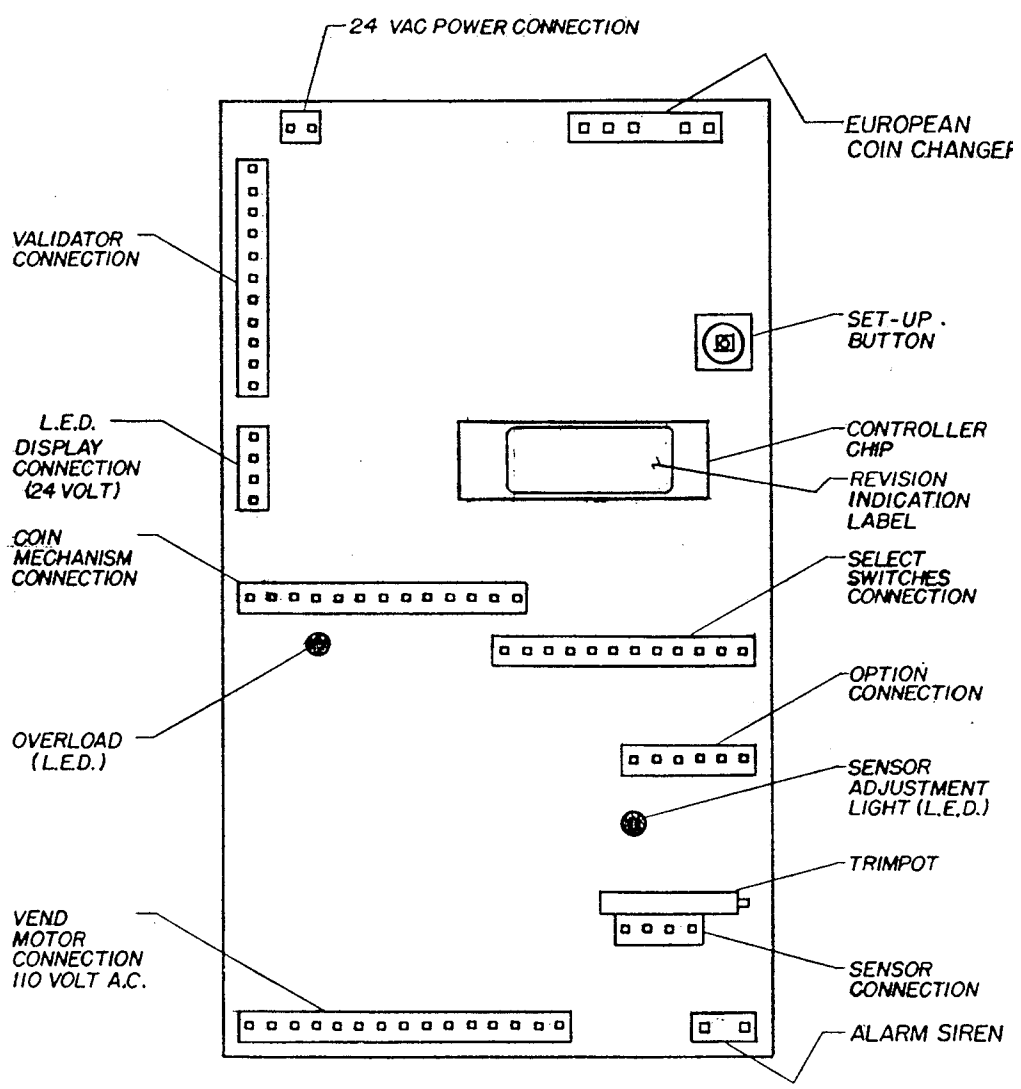 24 VAC POWER CONNECTION
EUROPEAN
COIN CHANGER
VALIDATOR
CONNECTION
SET-UP
BUTTON
L.E.D.
DISPLAY
CONNECTION
(24 VOLT)
CONTROLLER
CHIP
REVISION
INDICATION
LABEL
COIN
MECHANISM
CONNECTION
SELECT
SWITCHES
CONNECTION
OPTION
CONNECTION
OVERLOAD
(L.E.D.)
SENSOR
ADJUSTMENT
LIGHT (L.E.D.)
TRIMPOT
VEND
MOTOR
CONNECTION
110 VOLT A.C.
SENSOR
CONNECTION
ALARM SIREN